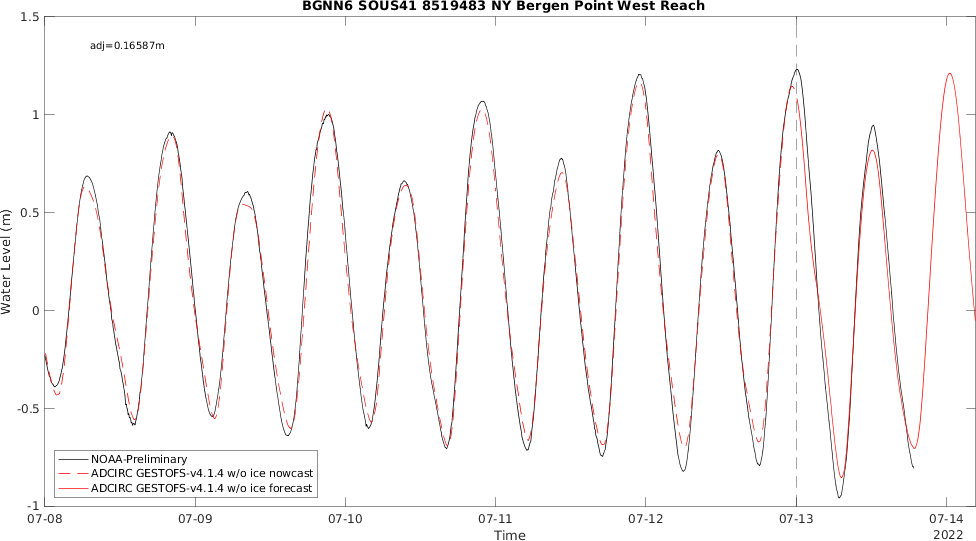 BGNN6 SOUS41 8519483 NY Bergen Point West Reach
adj=0.16587m
1.5
1
0.5
0
-0.5
-1
Water Level (m)
NOAA-Preliminary
ADCIRC GESTOFS-v4.1.4 w/o ice nowcast
ADCIRC GESTOFS-v4.1.4 w/o ice forecast
07-08 07-09 07-10 07-11 07-12 07-13 07-14
Time
2022